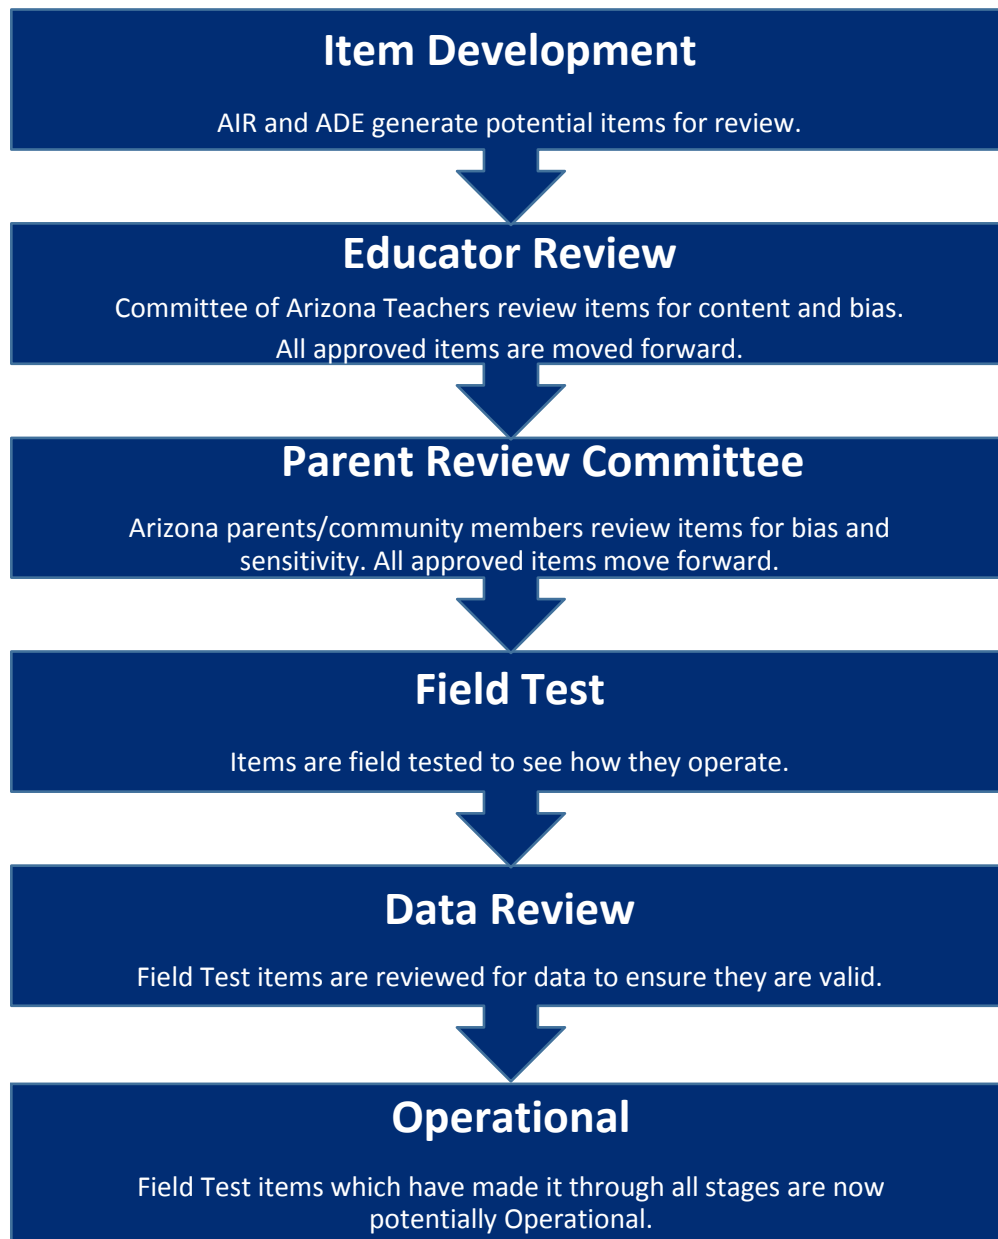 Item Development
AIR and ADE generate potential items for review.
Educator Review
Committee of Arizona Teachers review items for content and bias.
All approved items are moved forward.
Parent Review Committee
Arizona parents/community members review items for bias and
sensitivity. All approved items move forward.
Field Test
Items are field tested to see how they operate.
Data Review
Field Test items are reviewed for data to ensure they are valid.
Operational
Field Test items which have made it through all stages are now
potentially Operational.